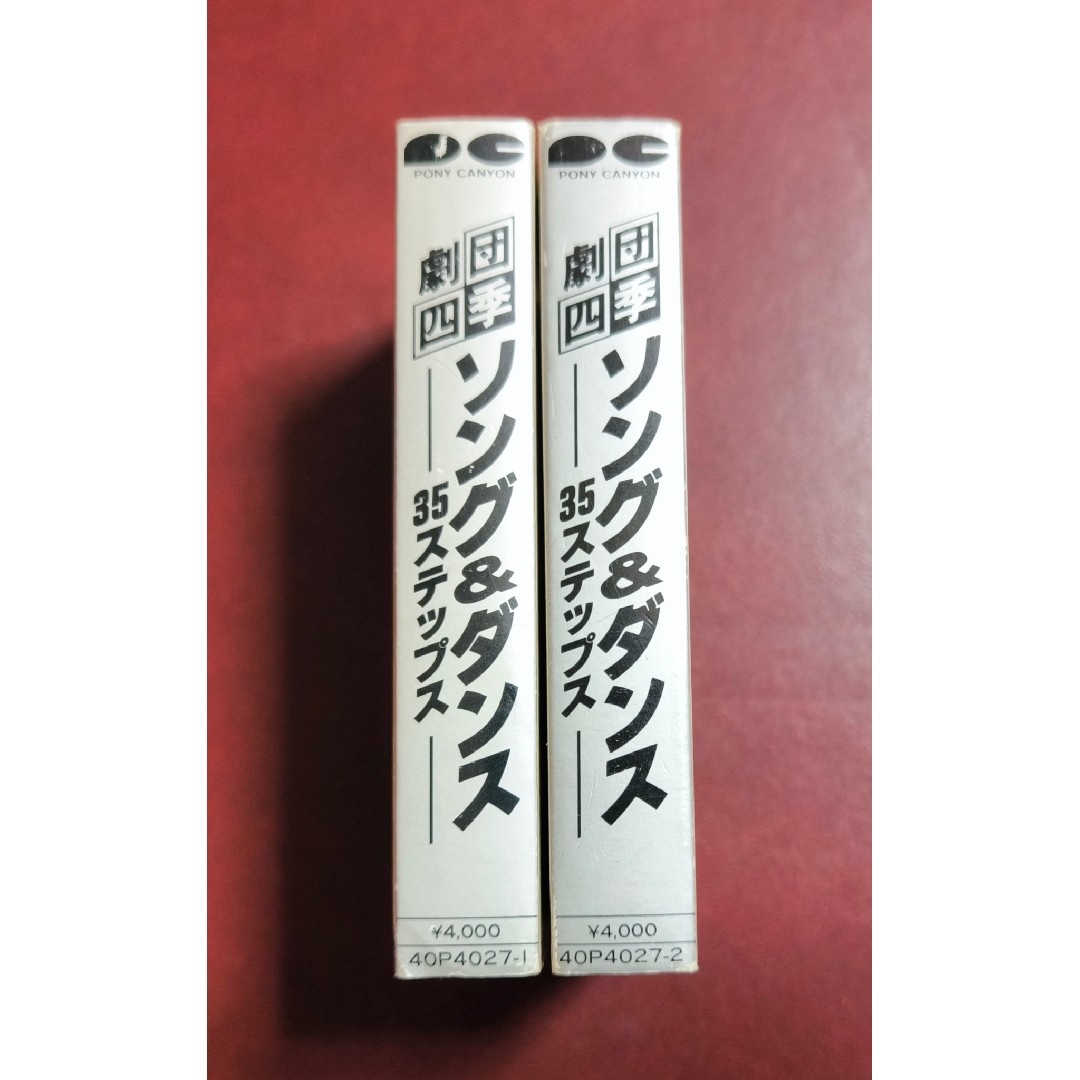 PONY CANYON
劇団四季
ソング&ダンス
35ステップス
¥4,000
40P4027-1
PONY CANYON
劇団四季
ソング&ダンス
35ステップス
¥4,000
40P4027-2